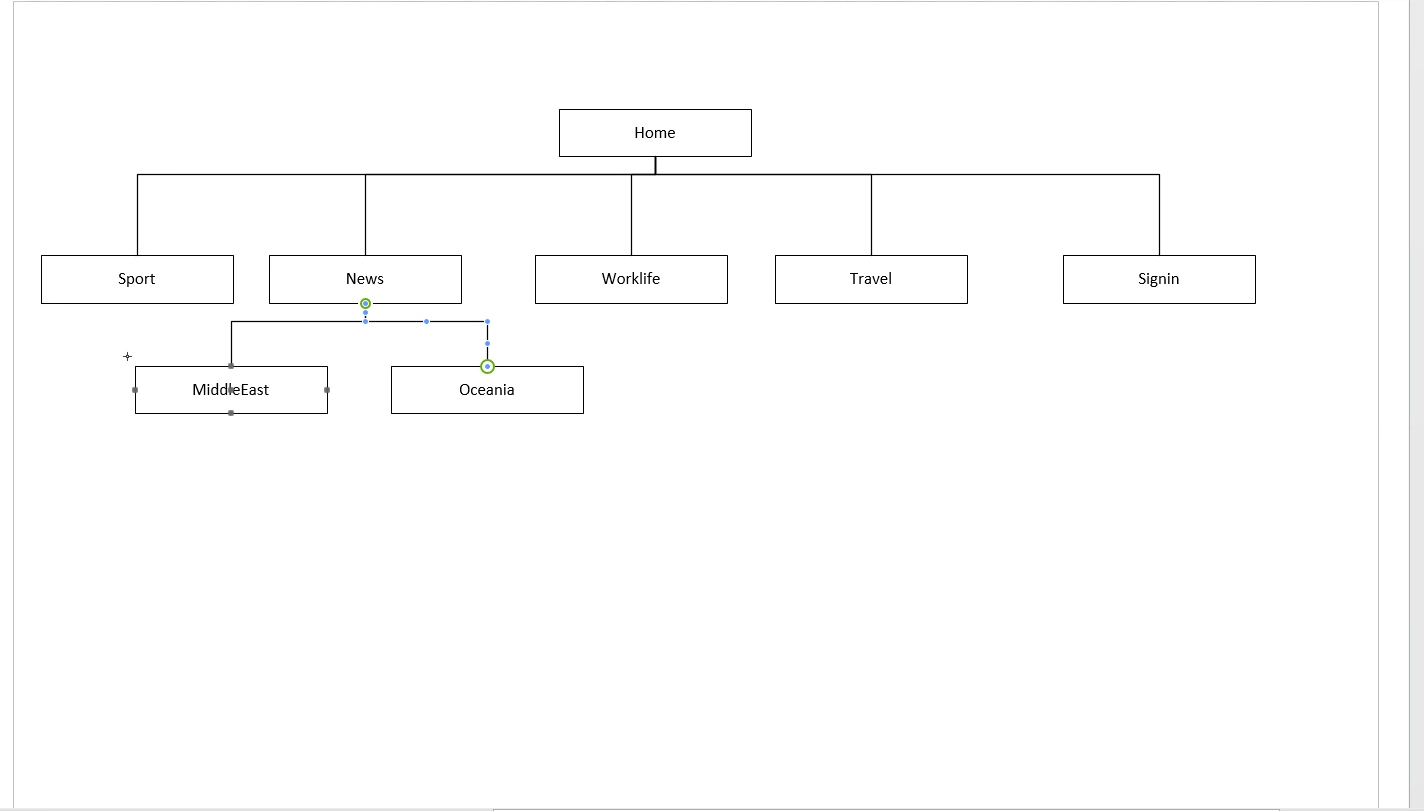 Home
Sport
News
Worklife
Travel
Signin
MiddleEast
Oceania